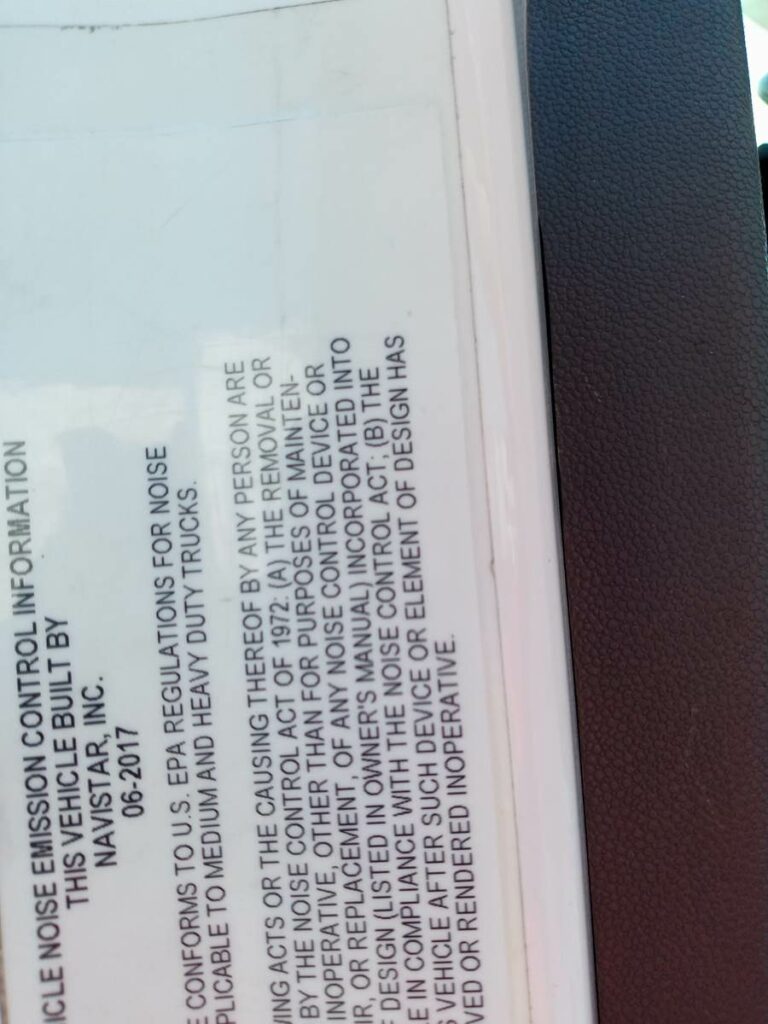 ICLE NOISE EMISSION CONTROL INFORMATION
THIS VEHICLE BUILT BY
NAVISTAR, INC.
06-2017
E CONFORMS TO U.S. EPA REGULATIONS FOR NOISE
PLICABLE TO MEDIUM AND HEAVY DUTY TRUCKS.
WING ACTS OR THE CAUSING THEREOF BY ANY PERSON ARE
BY THE NOISE CONTROL ACT OF 1972: (A) THE REMOVAL OR
INOPERATIVE, OTHER THAN FOR PURPOSES OF MAINTEN-
IR, OR REPLACEMENT, OF ANY NOISE CONTROL DEVICE OR
F DESIGN (LISTED IN OWNER'S MANUAL) INCORPORATED INTO
E IN COMPLIANCE WITH THE NOISE CONTROL ACT; (B) THE
S VEHICLE AFTER SUCH DEVICE OR ELEMENT OF DESIGN HAS
VED OR RENDERED INOPERATIVE.